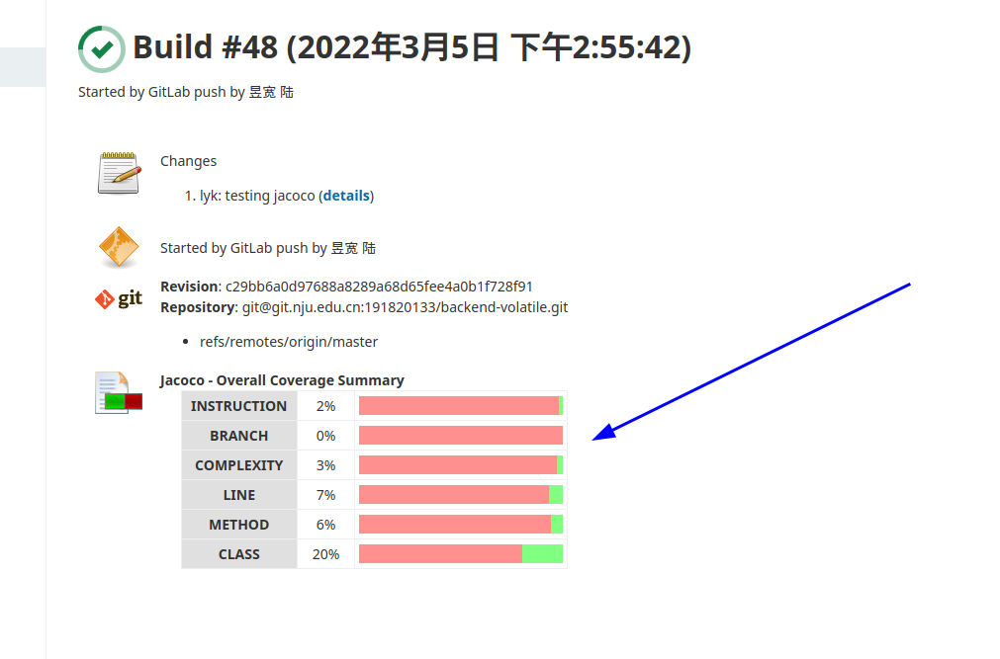 Build #48 (2022年3月5日 下午2:55:42)
Started by GitLab push by 昱宽 陆
Changes
1. lyk: testing jacoco (details)
Started by GitLab push by 昱宽 陆
git
Revision: c29bb6a0d97688a8289a68d65fee4a0b1f728f91
Repository: git@git.nju.edu.cn:191820133/backend-volatile.git
• refs/remotes/origin/master
Jacoco - Overall Coverage Summary
INSTRUCTION 2%
BRANCH 0%
COMPLEXITY 3%
LINE 7%
METHOD 6%
CLASS 20%